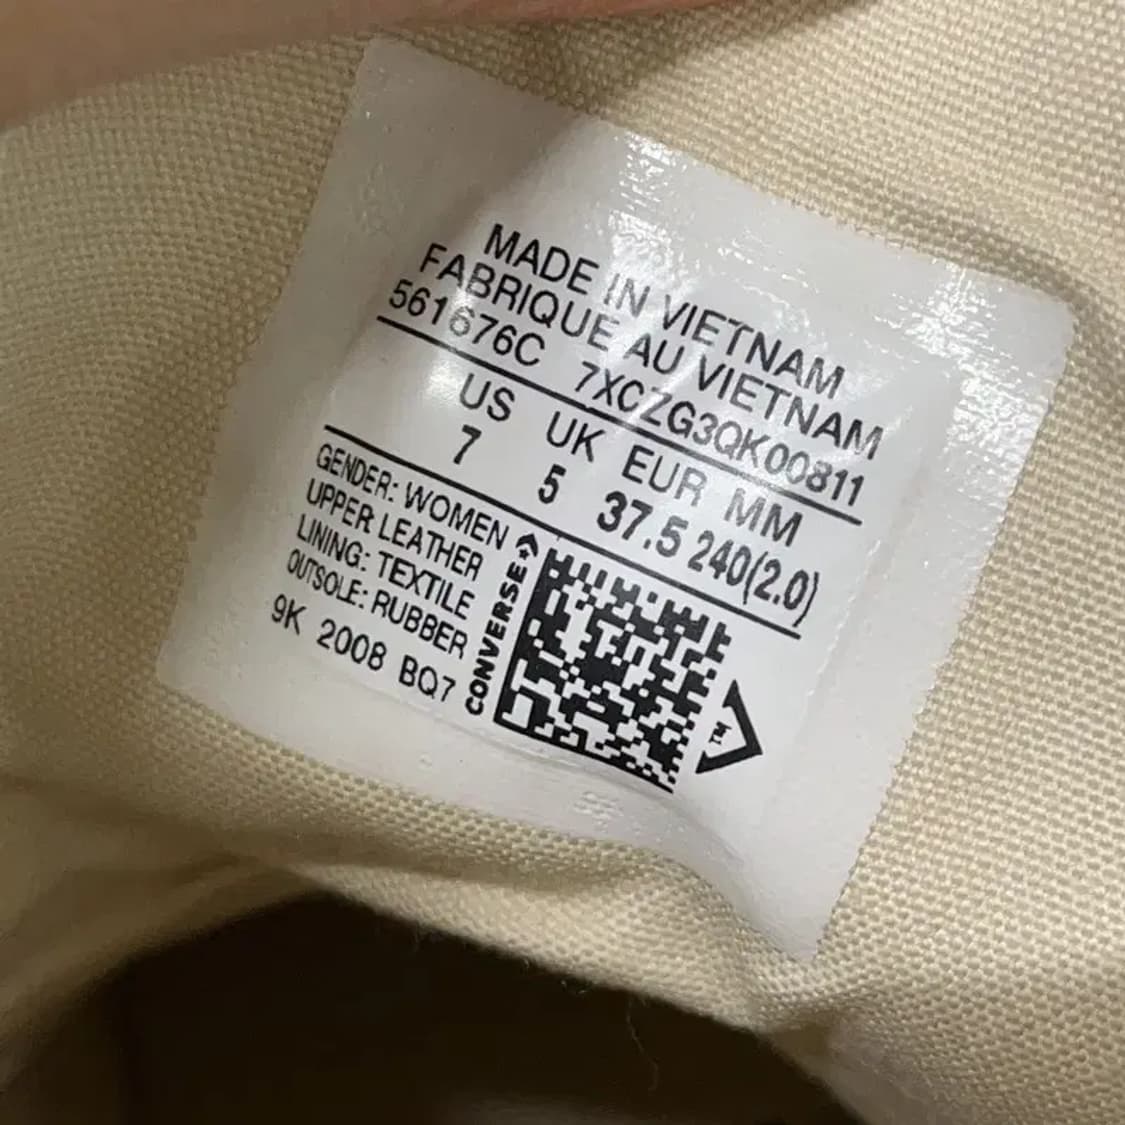 MADE IN VIETNAM
FABRIQUE AU VIETNAM
561676C 7XCZG3QK00811
US UK EUR MM
7 5 37.5 240(2.0)
GENDER: WOMEN
UPPER: LEATHER
LINING: TEXTILE
OUTSOLE: RUBBER
9K 2008 BQ7
CONVERSE
TM